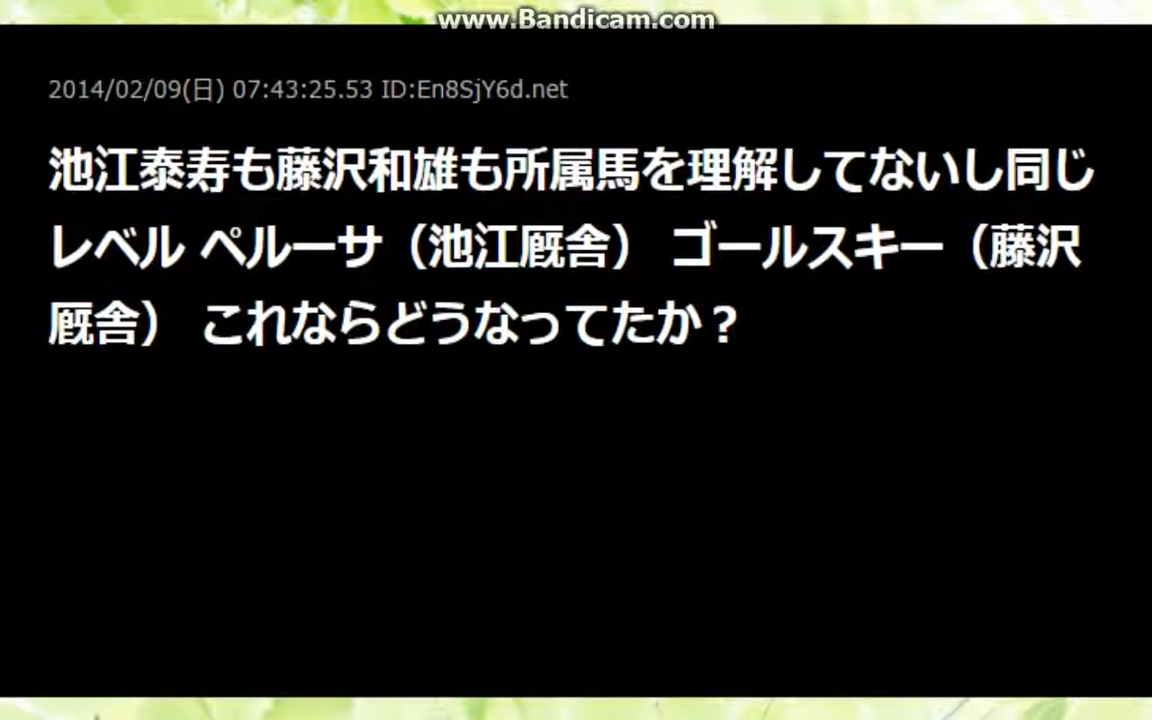 www.Bandicam.com
2014/02/09(日) 07:43:25.53 ID:En8SjY6d.net
池江泰寿も藤沢和雄も所属馬を理解してないし同じ
レベル ペルーサ（池江厩舎） ゴールスキー（藤沢
厩舎） これならどうなってたか？